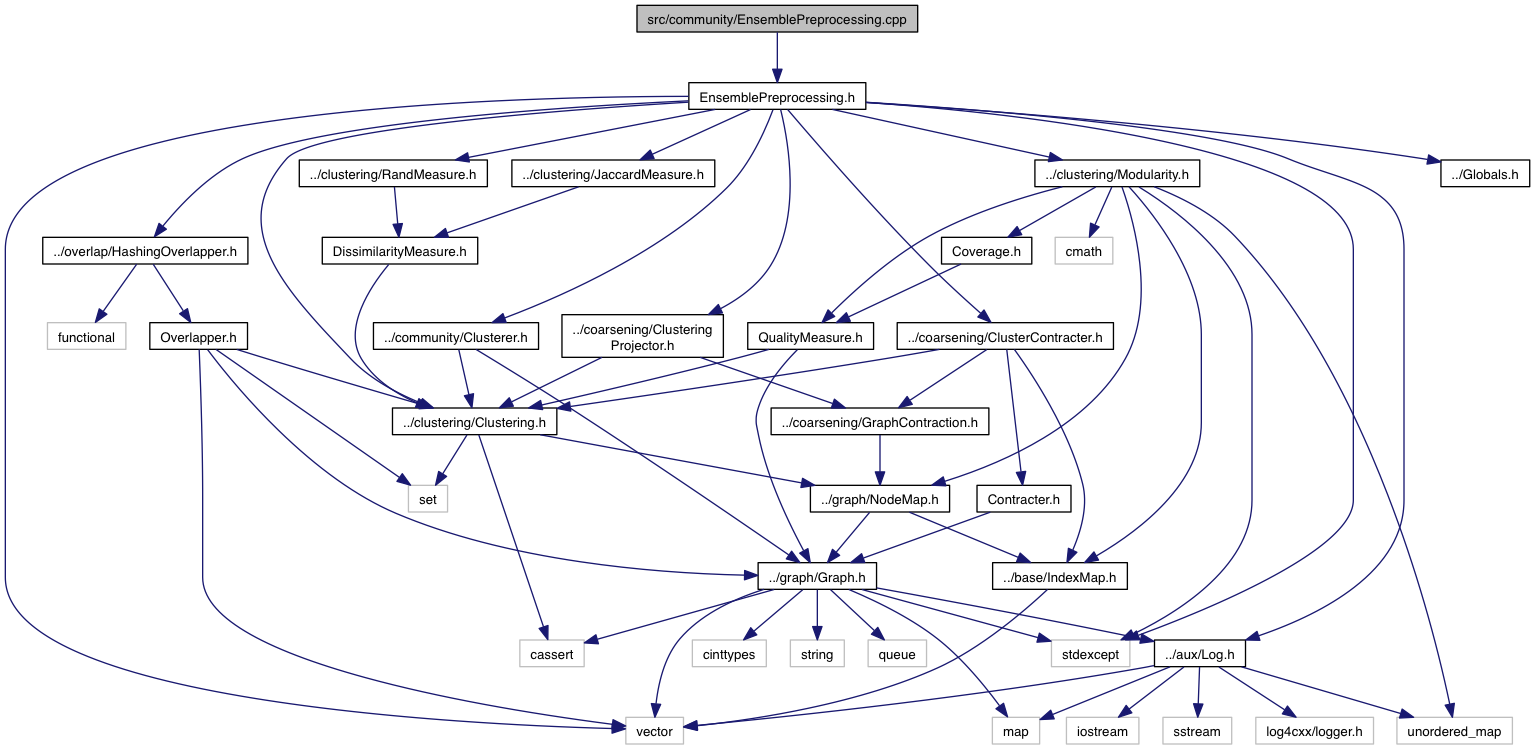 src/community/EnsemblePreprocessing.cpp
EnsemblePreprocessing.h
../clustering/RandMeasure.h
../clustering/JaccardMeasure.h
../clustering/Modularity.h
../Globals.h
../overlap/HashingOverlapper.h
DissimilarityMeasure.h
Coverage.h
cmath
functional
Overlapper.h
../community/Clusterer.h
../coarsening/Clustering
Projector.h
QualityMeasure.h
../coarsening/ClusterContracter.h
../clustering/Clustering.h
../coarsening/GraphContraction.h
set
../graph/NodeMap.h
Contracter.h
../graph/Graph.h
../base/IndexMap.h
cassert
cinttypes
string
queue
stdexcept
../aux/Log.h
vector
map
iostream
sstream
log4cxx/logger.h
unordered_map